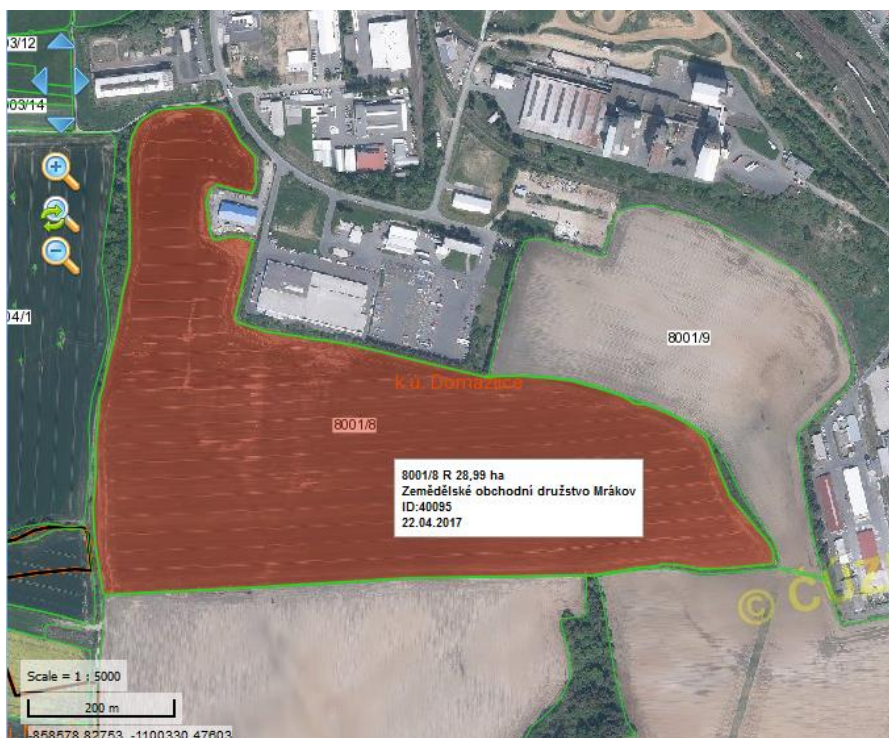 03/12
003/14
04/1
8001/9
k.ú. Domažlice
8001/8
8001/8 R 28,99 ha
Zemědělské obchodní družstvo Mrákov
ID:40095
22.04.2017
© ČÚZ
Scale = 1 : 5000
200 m
-858578.82753, -1100330.47603